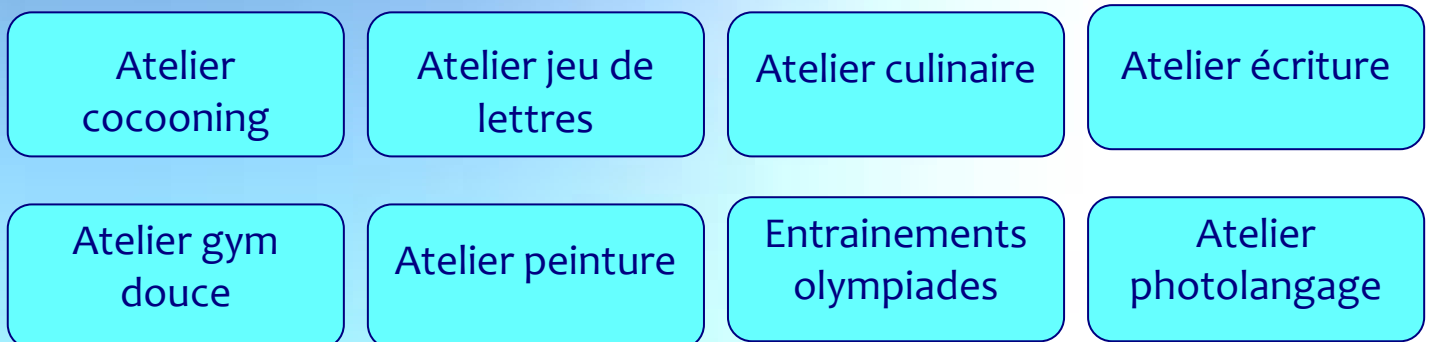 Atelier
cocooning
Atelier jeu de
lettres
Atelier culinaire
Atelier écriture
Atelier gym
douce
Atelier peinture
Entrainements
olympiades
Atelier
photolangage